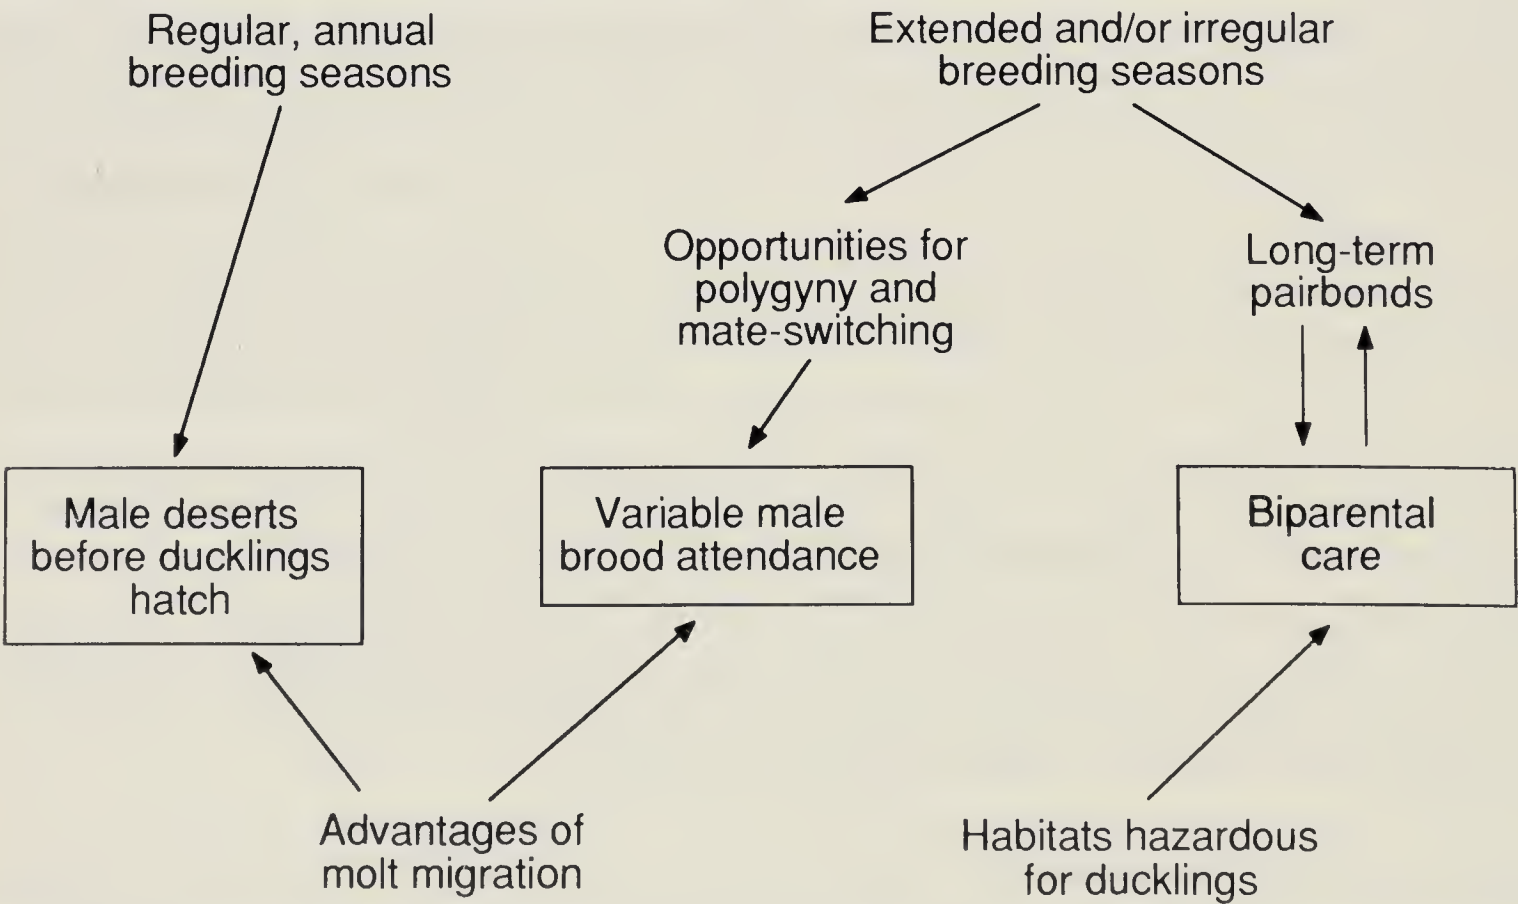 Regular, annual
breeding seasons
Extended and/or irregular
breeding seasons
Opportunities for
polygyny and
mate-switching
Long-term
pairbonds
Male deserts
before ducklings
hatch
Variable male
brood attendance
Biparental
care
Advantages of
molt migration
Habitats hazardous
for ducklings